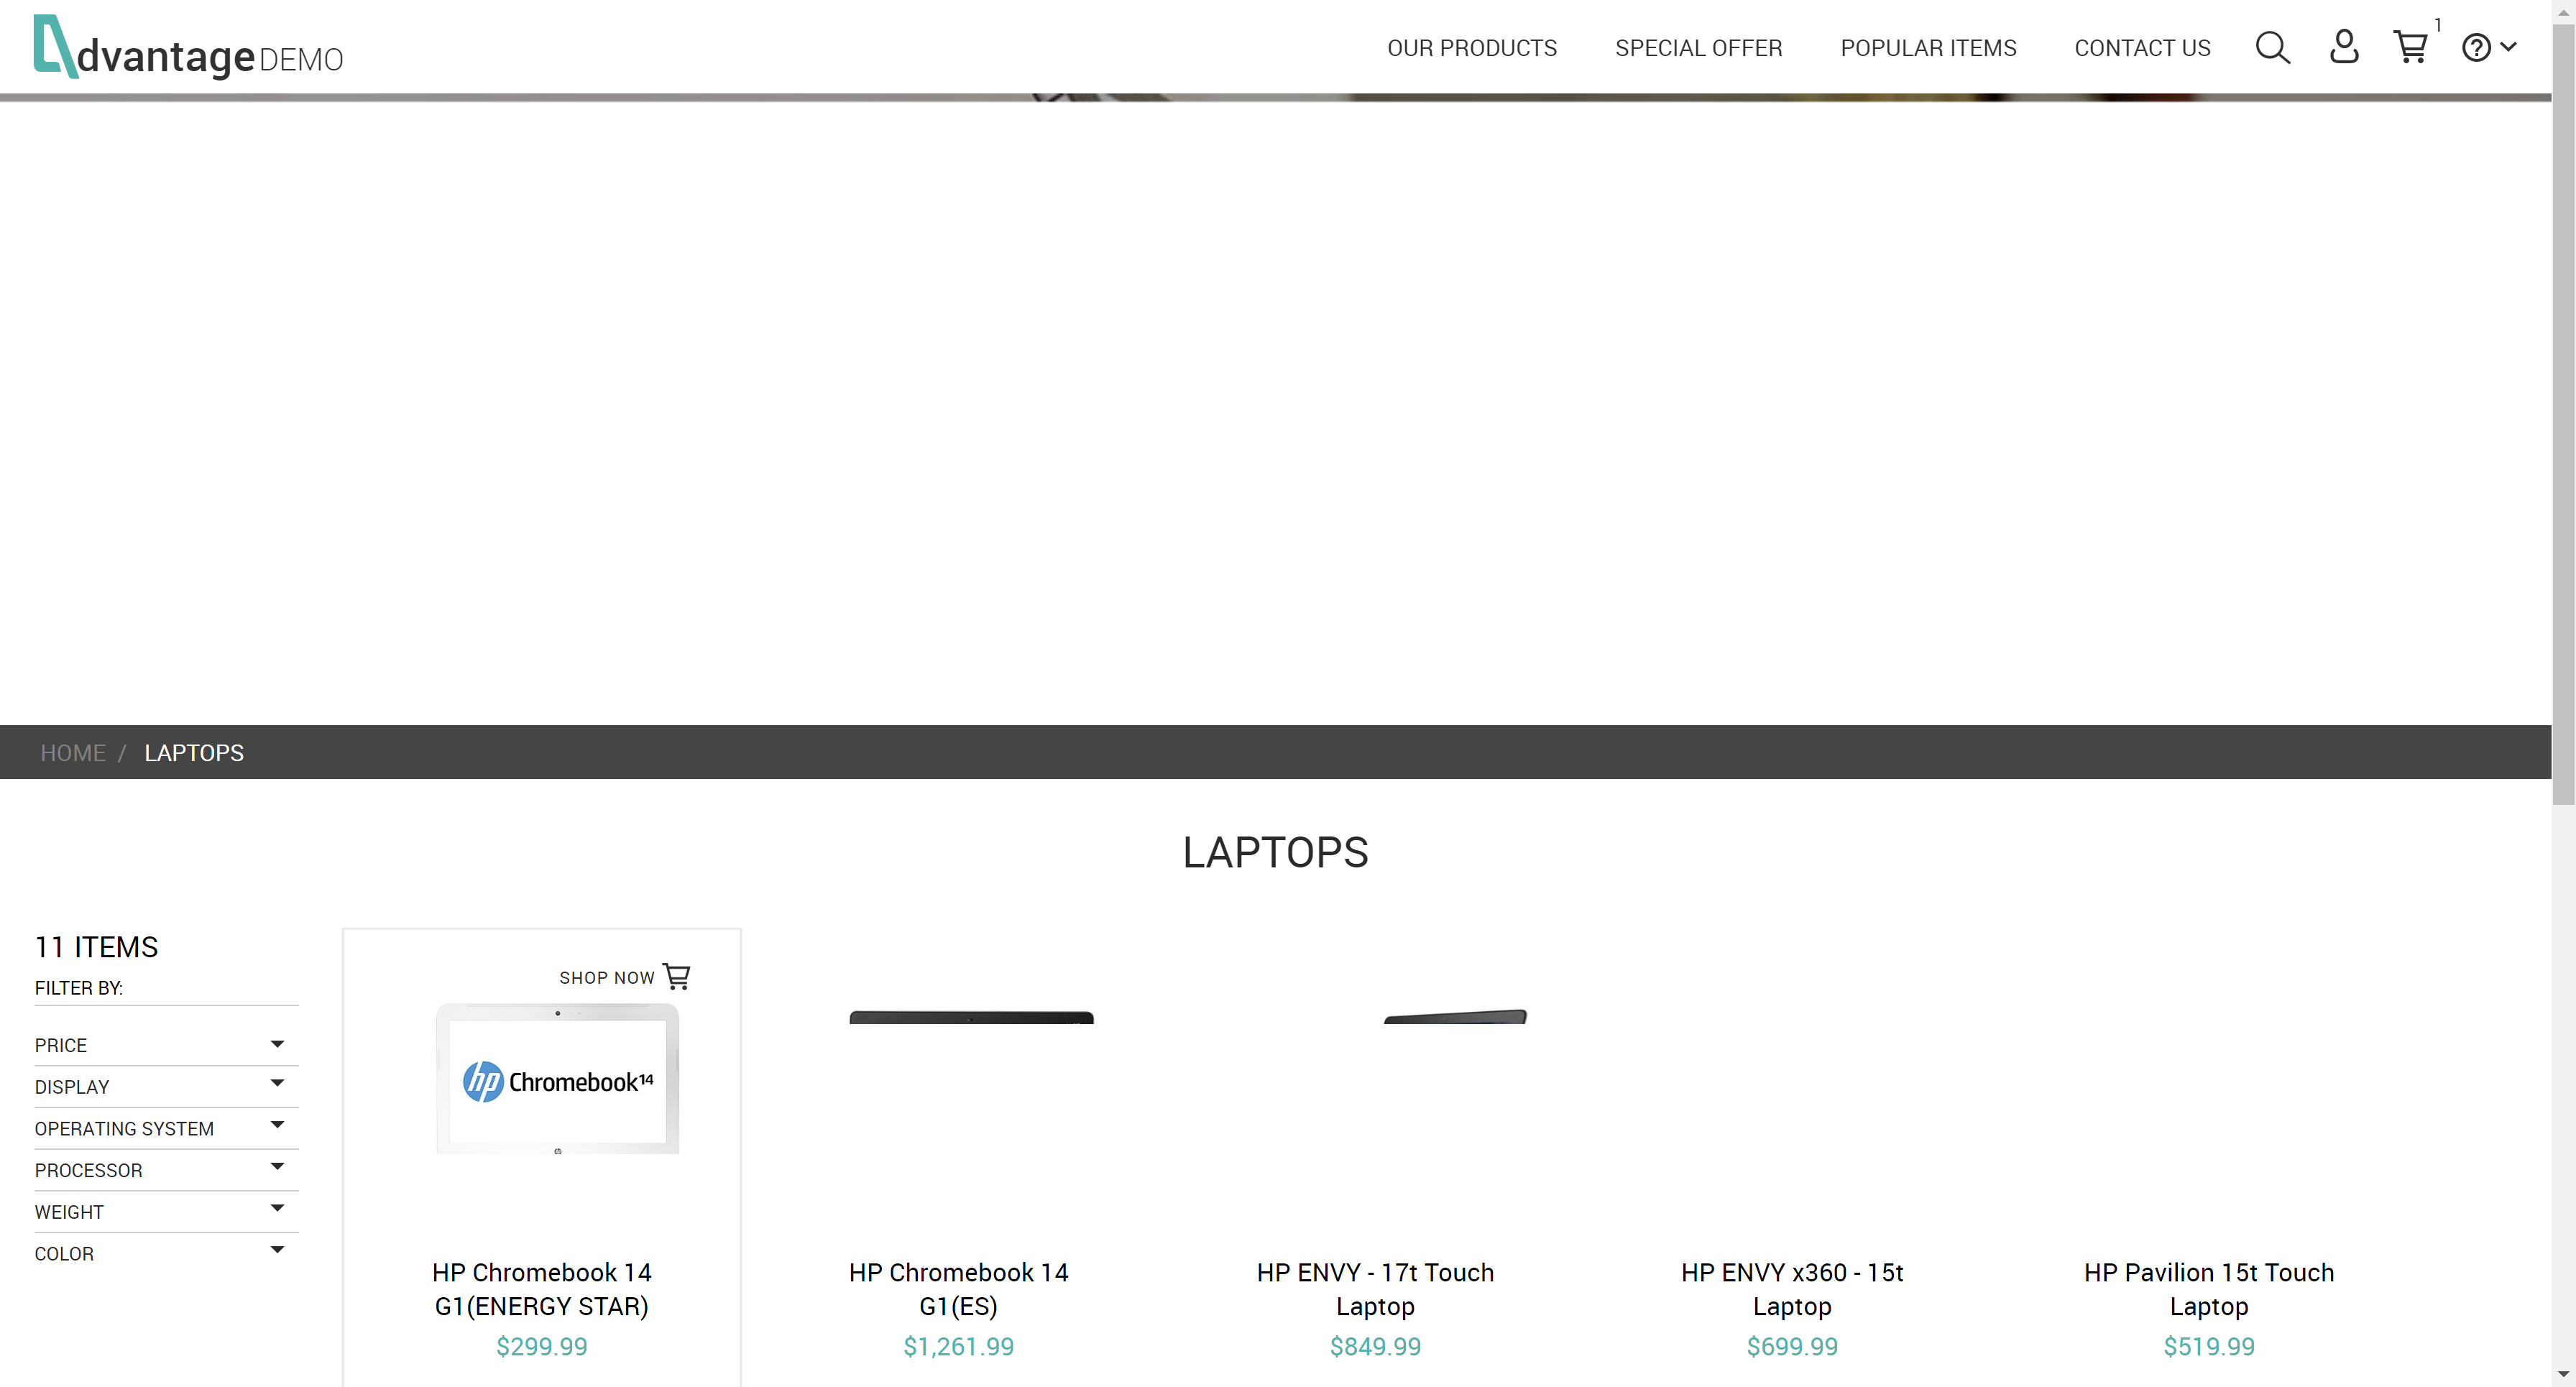 dvantage DEMO
OUR PRODUCTS
SPECIAL OFFER
POPULAR ITEMS
CONTACT US
1
HOME / LAPTOPS
LAPTOPS
11 ITEMS
FILTER BY:
PRICE
DISPLAY
OPERATING SYSTEM
PROCESSOR
WEIGHT
COLOR
SHOP NOW
hp Chromebook14
HP Chromebook 14
G1(ENERGY STAR)
$299.99
HP Chromebook 14
G1(ES)
$1,261.99
HP ENVY - 17t Touch
Laptop
$849.99
HP ENVY x360 - 15t
Laptop
$699.99
HP Pavilion 15t Touch
Laptop
$519.99